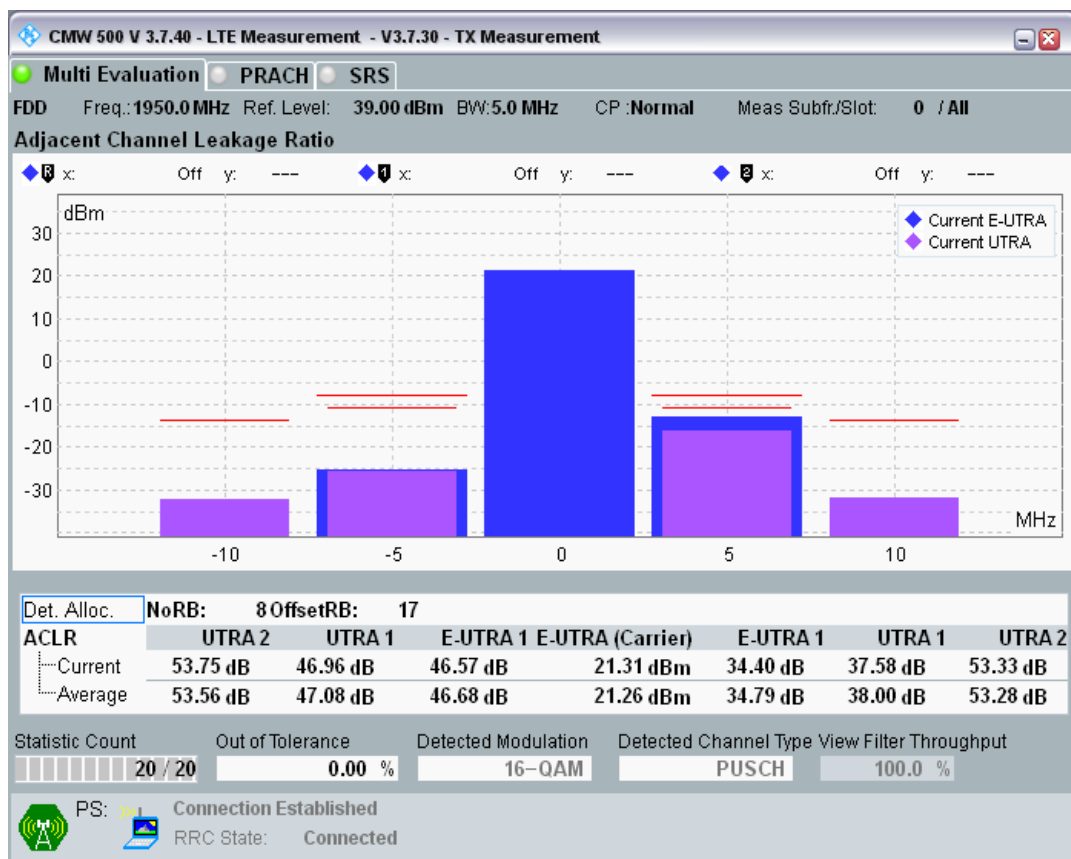 CMW 500 V 3.7.40 - LTE Measurement - V3.7.30 - TX Measurement
Multi Evaluation PRACH SRS
FDD Freq.: 1950.0 MHz Ref. Level: 39.00 dBm BW: 5.0 MHz CP : Normal Meas Subfr./Slot: 0 / All
Adjacent Channel Leakage Ratio
R x: Off y: --- 1 x: Off y: --- 2 x: Off y: ---
dBm
Current E-UTRA
Current UTRA
30
20
10
0
-10
-20
-30
MHz
-10 -5 0 5 10
Det. Alloc. NoRB: 8 OffsetRB: 17
ACLR UTRA 2 UTRA 1 E-UTRA 1 E-UTRA (Carrier) E-UTRA 1 UTRA 1 UTRA 2
Current 53.75 dB 46.96 dB 46.57 dB 21.31 dBm 34.40 dB 37.58 dB 53.33 dB
Average 53.56 dB 47.08 dB 46.68 dB 21.26 dBm 34.79 dB 38.00 dB 53.28 dB
Statistic Count Out of Tolerance Detected Modulation Detected Channel Type View Filter Throughput
20 / 20 0.00 % 16-QAM PUSCH 100.0 %
PS: Connection Established
RRC State: Connected